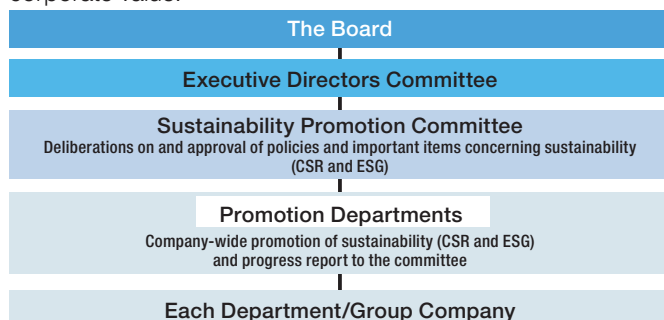 corporate value.
The Board
Executive Directors Committee
Sustainability Promotion Committee
Deliberations on and approval of policies and important items concerning sustainability
(CSR and ESG)
Promotion Departments
Company-wide promotion of sustainability (CSR and ESG)
and progress report to the committee
Each Department/Group Company